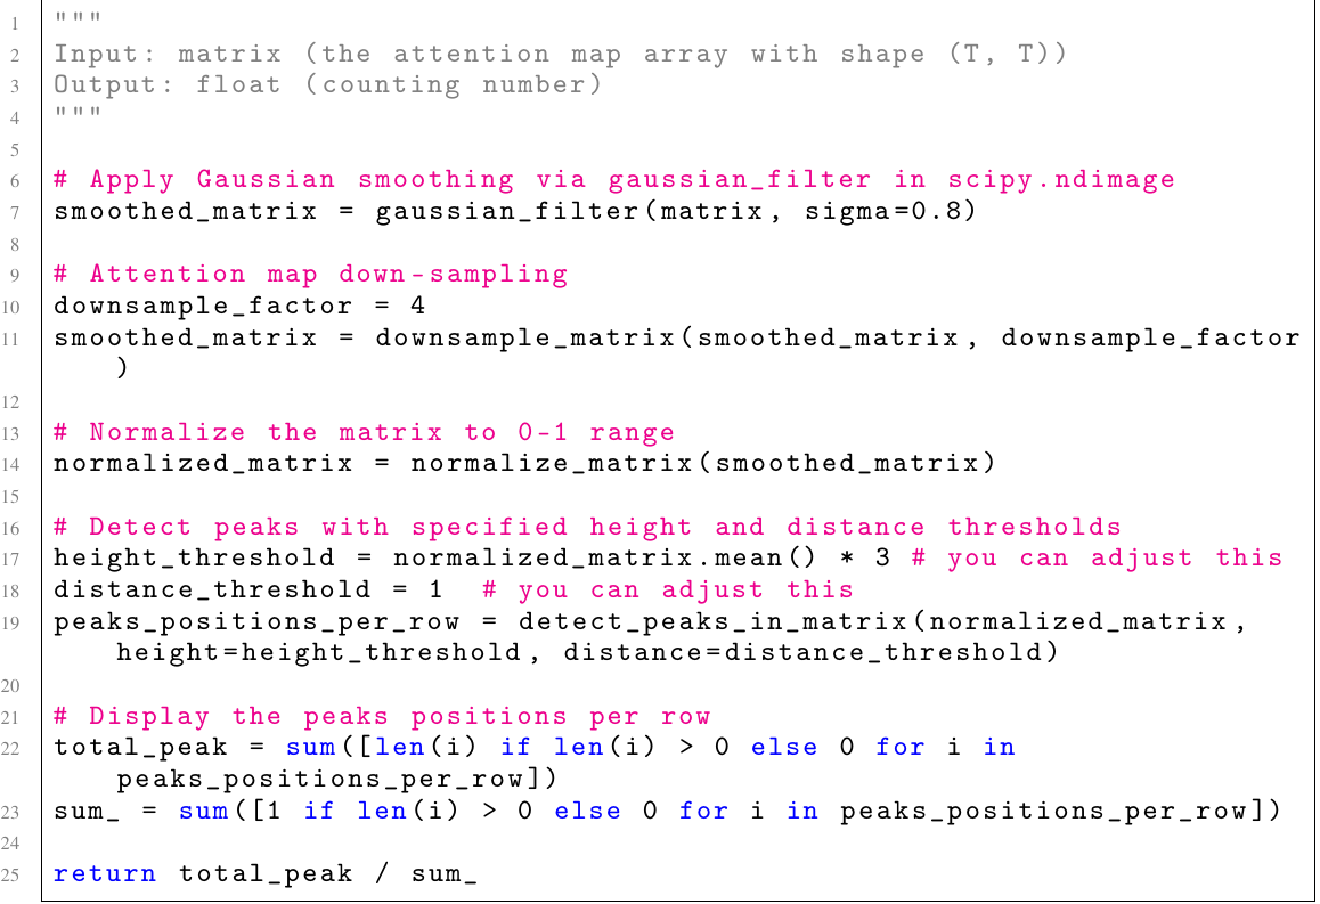 1 """
2 Input: matrix (the attention map array with shape (T, T))
3 Output: float (counting number)
4 """
5
6 # Apply Gaussian smoothing via gaussian_filter in scipy.ndimage
7 smoothed_matrix = gaussian_filter(matrix, sigma=0.8)
8
9 # Attention map down-sampling
10 downsample_factor = 4
11 smoothed_matrix = downsample_matrix(smoothed_matrix, downsample_factor
)
12
13 # Normalize the matrix to 0-1 range
14 normalized_matrix = normalize_matrix(smoothed_matrix)
15
16 # Detect peaks with specified height and distance thresholds
17 height_threshold = normalized_matrix.mean() * 3 # you can adjust this
18 distance_threshold = 1 # you can adjust this
19 peaks_positions_per_row = detect_peaks_in_matrix(normalized_matrix,
height=height_threshold, distance=distance_threshold)
20
21 # Display the peaks positions per row
22 total_peak = sum([len(i) if len(i) > 0 else 0 for i in
peaks_positions_per_row])
23 sum_ = sum([1 if len(i) > 0 else 0 for i in peaks_positions_per_row])
24
25 return total_peak / sum_